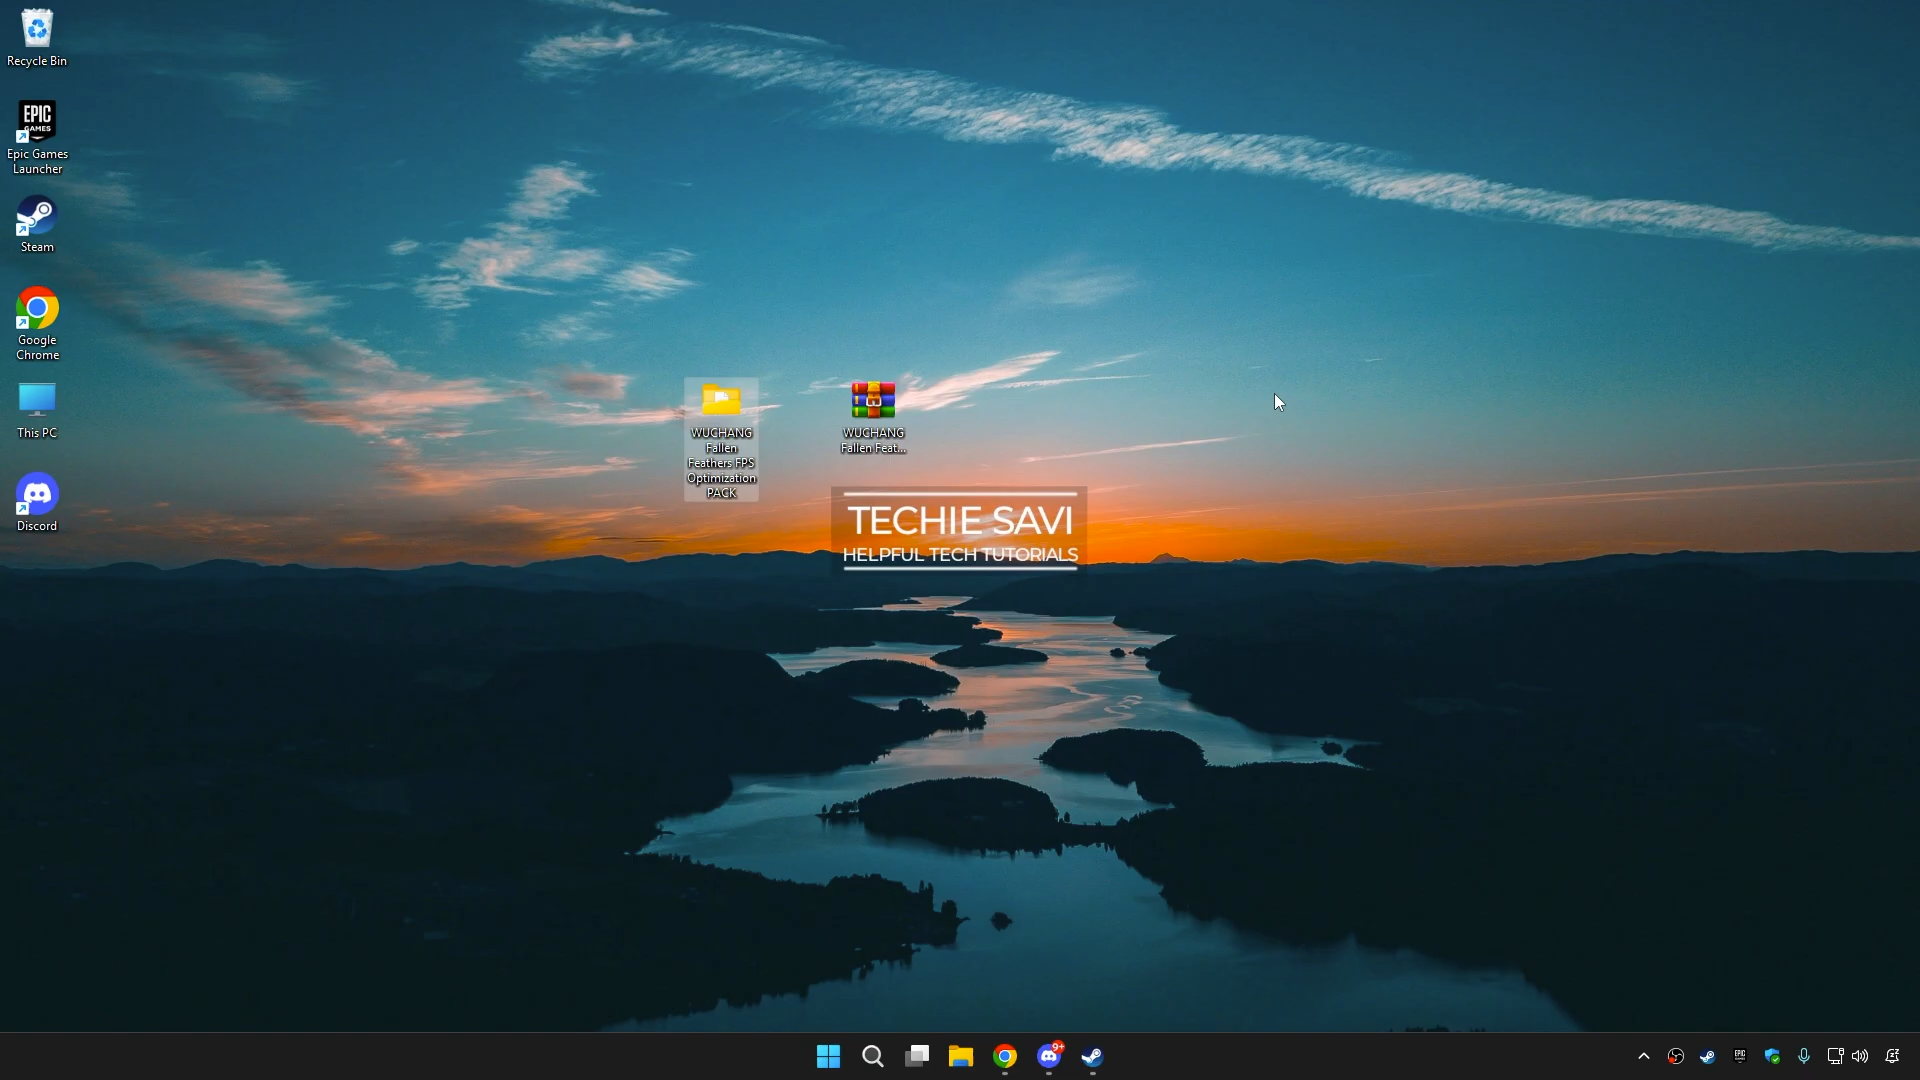 Recycle Bin
EPIC
GAMES
Epic Games
Launcher
Steam
Google
Chrome
This PC
Discord
WUCHANG
Fallen
Feathers FPS
Optimization
PACK
WUCHANG
Fallen Feat...
TECHIE SAVI
HELPFUL TECH TUTORIALS
9+
EPIC